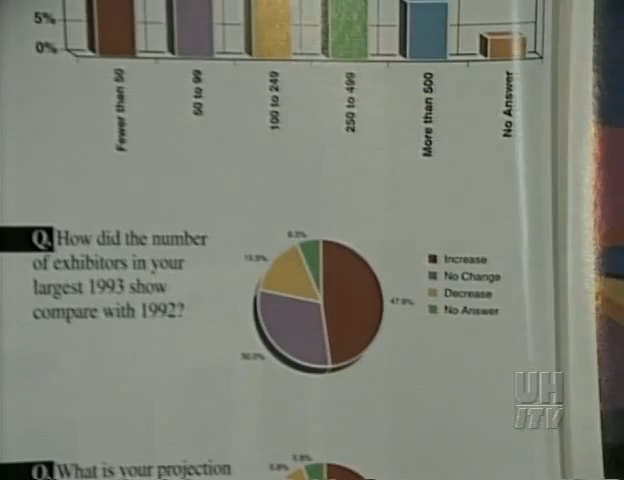 5%
0%
Fewer than 50
50 to 99
100 to 249
250 to 499
More than 500
No Answer
Q. How did the number
of exhibitors in your
largest 1993 show
compare with 1992?
Increase
No Change
Decrease
No Answer
UH
ITV
Q. What is your projection